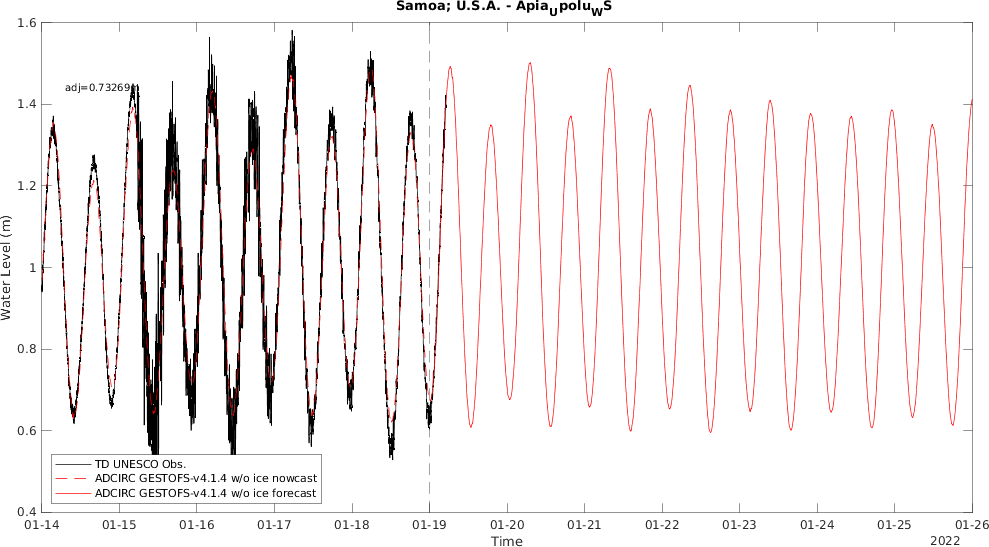 Samoa; U.S.A. - ApiaUpoluWS
adj=0.73269
Water Level (m)
1.6
1.4
1.2
1
0.8
0.6
0.4
TD UNESCO Obs.
ADCIRC GESTOFS-v4.1.4 w/o ice nowcast
ADCIRC GESTOFS-v4.1.4 w/o ice forecast
01-14 01-15 01-16 01-17 01-18 01-19 01-20 01-21 01-22 01-23 01-24 01-25 01-26
Time
2022